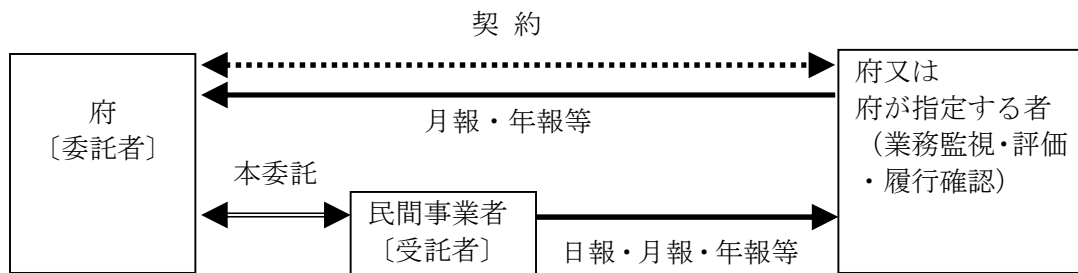 契 約
府
〔委託者〕
月報・年報等
府又は
府が指定する者
（業務監視・評価
・履行確認）
本委託
民間事業者
〔受託者〕
日報・月報・年報等